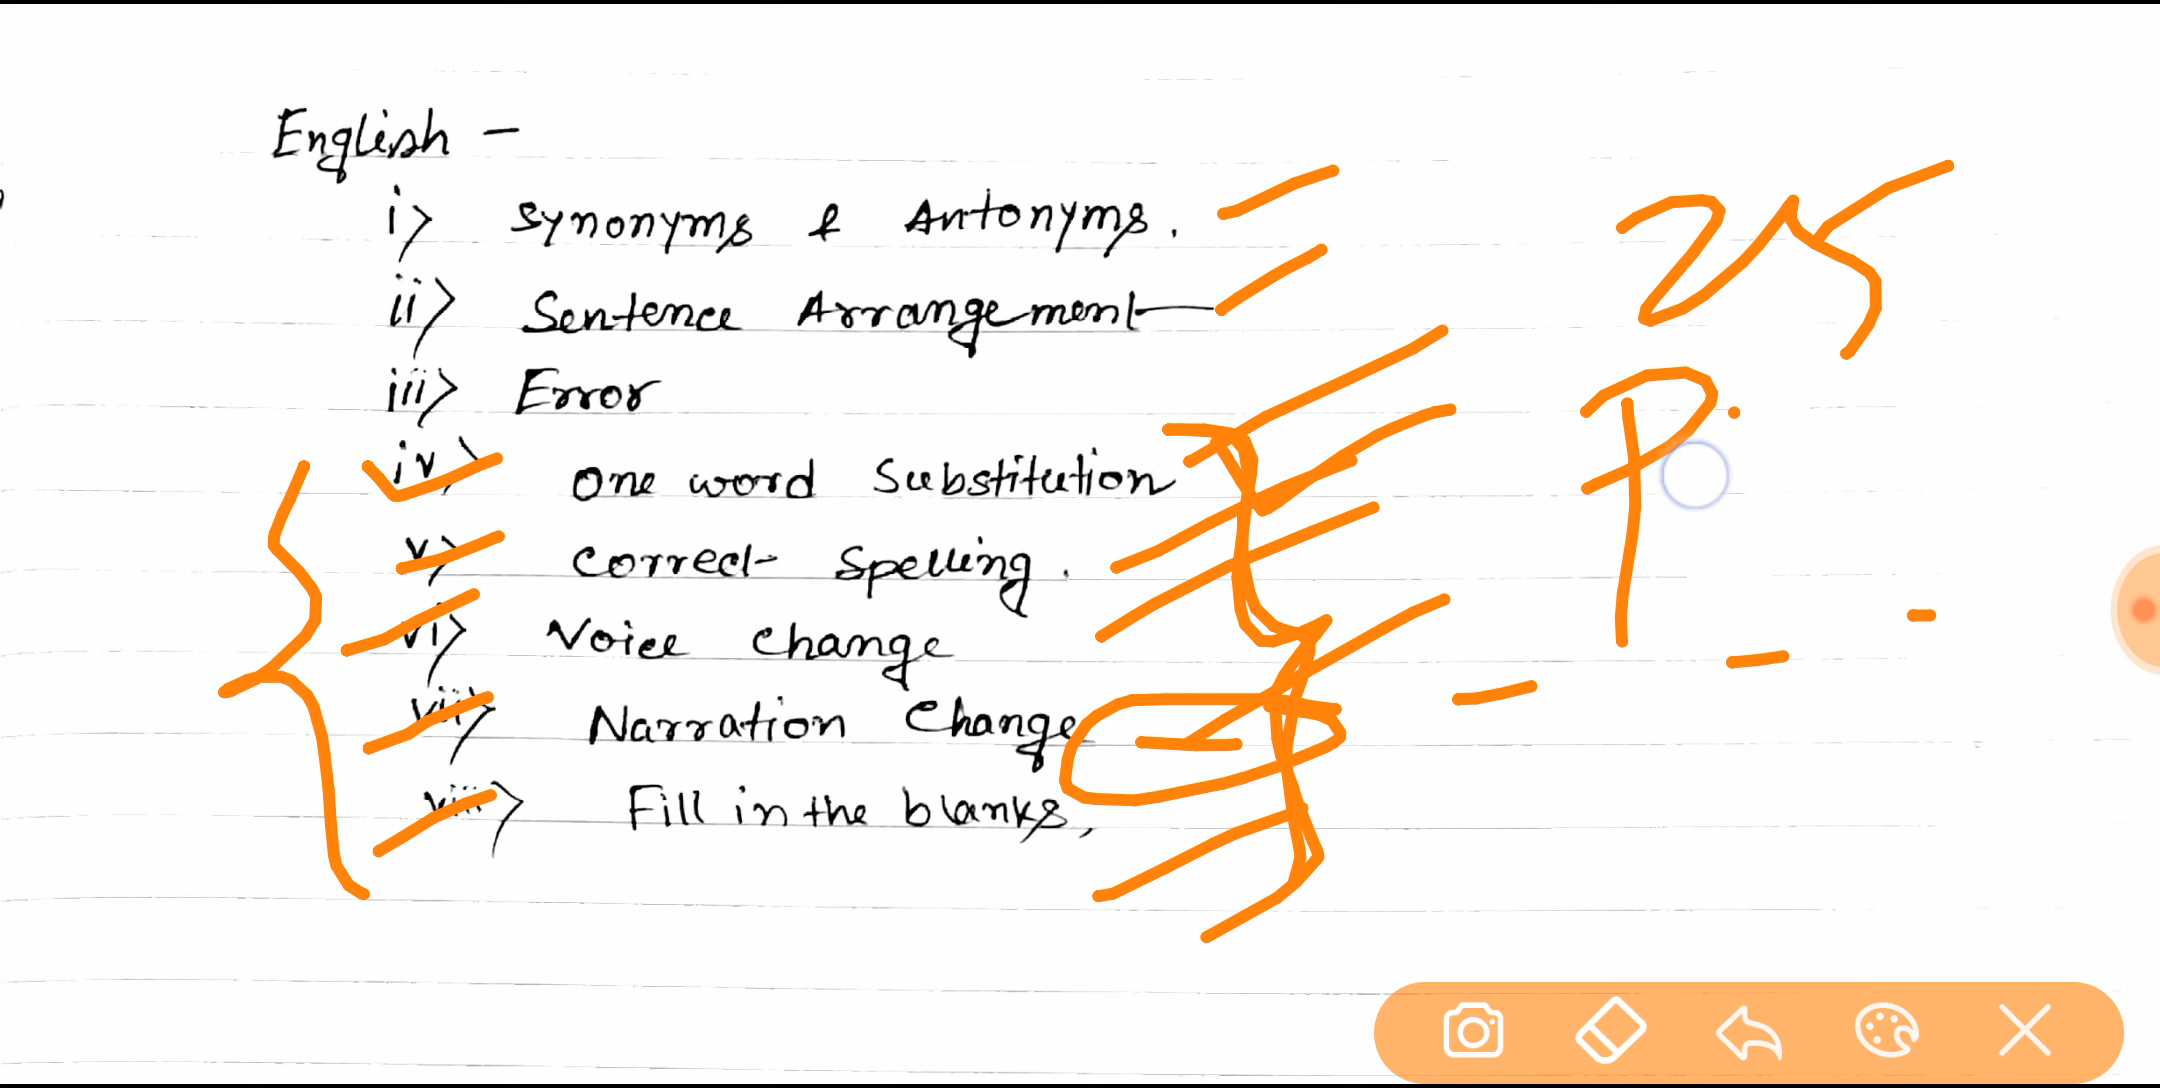 English -
i) Synonyms & Antonyms.
ii) Sentence Arrangement
iii) Error
iv) One word Substitution
v) Correct Spelling.
vi) Voice change
vii) Narration Change
viii) Fill in the blanks,
25
P.